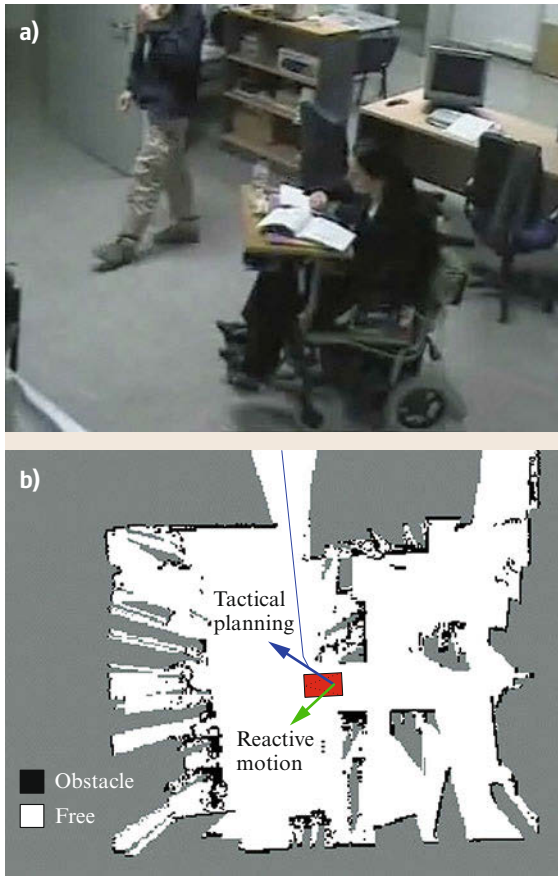 a)
b)
Tactical
planning
Reactive
motion
Obstacle
Free